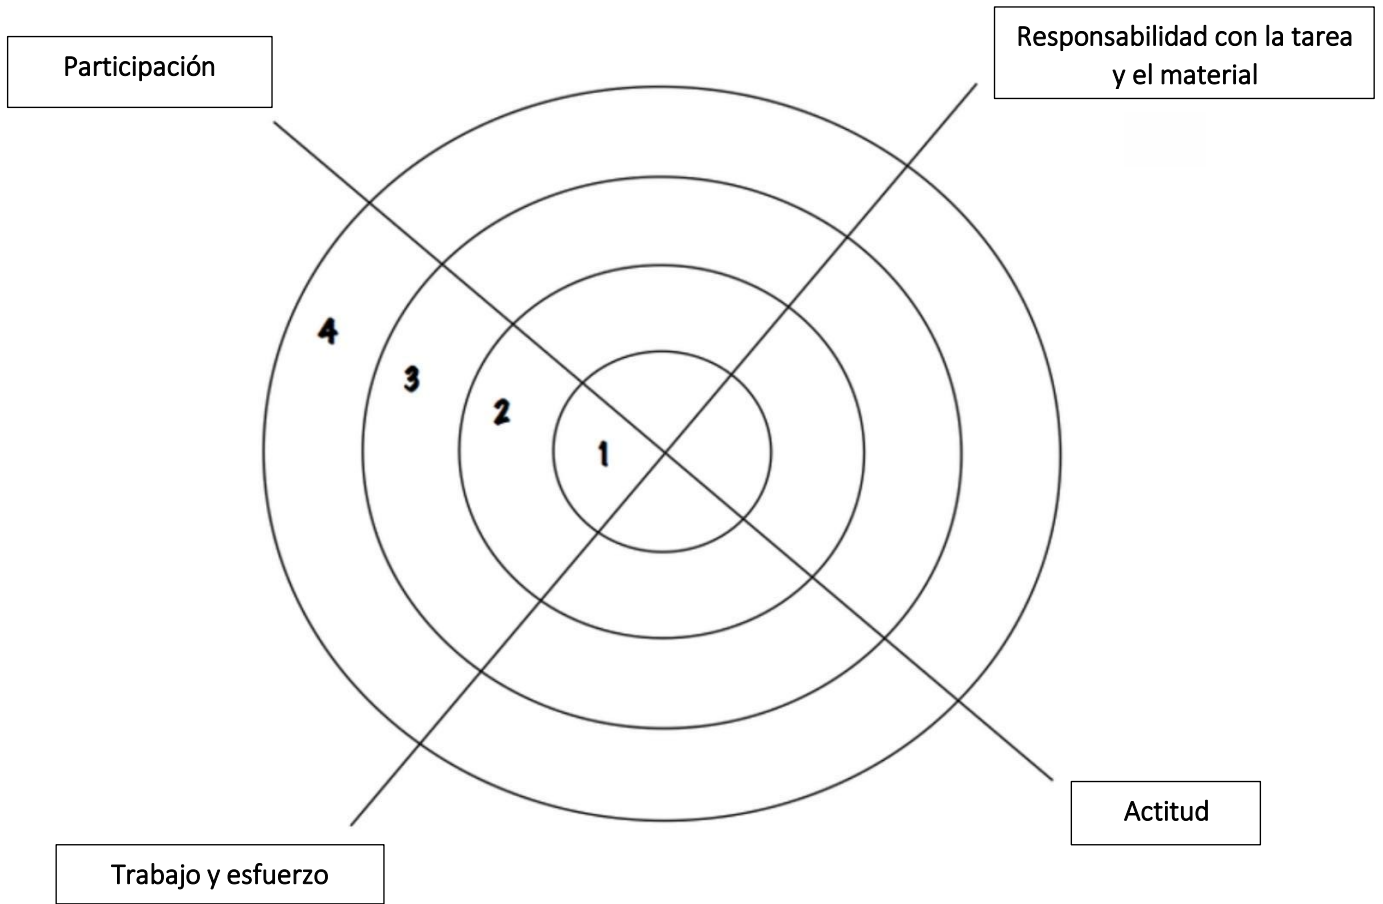 Participación
Responsabilidad con la tarea
y el material
4
3
2
1
Actitud
Trabajo y esfuerzo